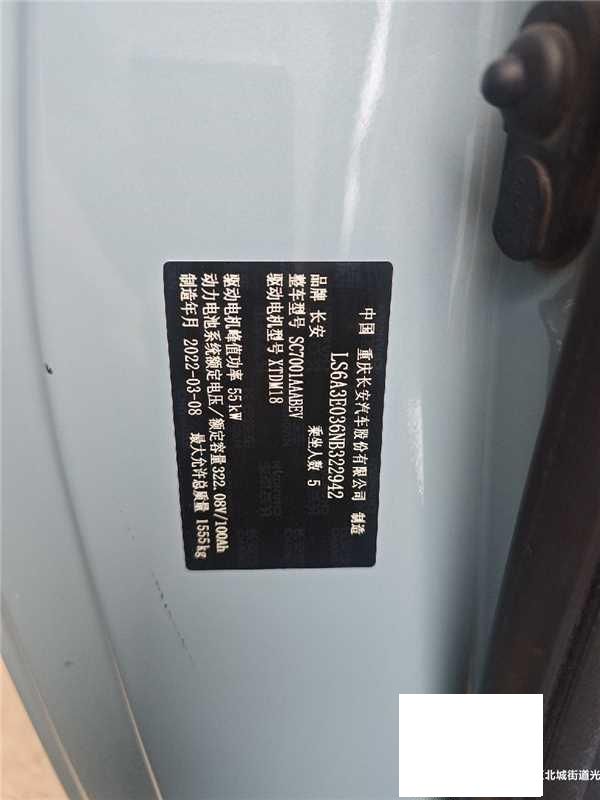 中国 重庆长安汽车股份有限公司 制造
LS6A3E036NB322942
品牌 长安 乘坐人数 5
整车型号 SC7001AAABEV
驱动电机型号 XTDM18
驱动电机峰值功率 55kW
动力电池系统额定电压/额定容量322.08V/100Ah
制造年月 2022-03-08 最大允许总质量 1555kg
北城街道光